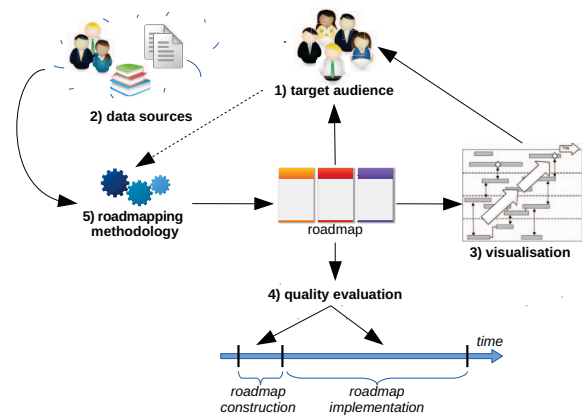 1) target audience
2) data sources
5) roadmapping
methodology
roadmap
3) visualisation
4) quality evaluation
time
roadmap
construction
roadmap
implementation